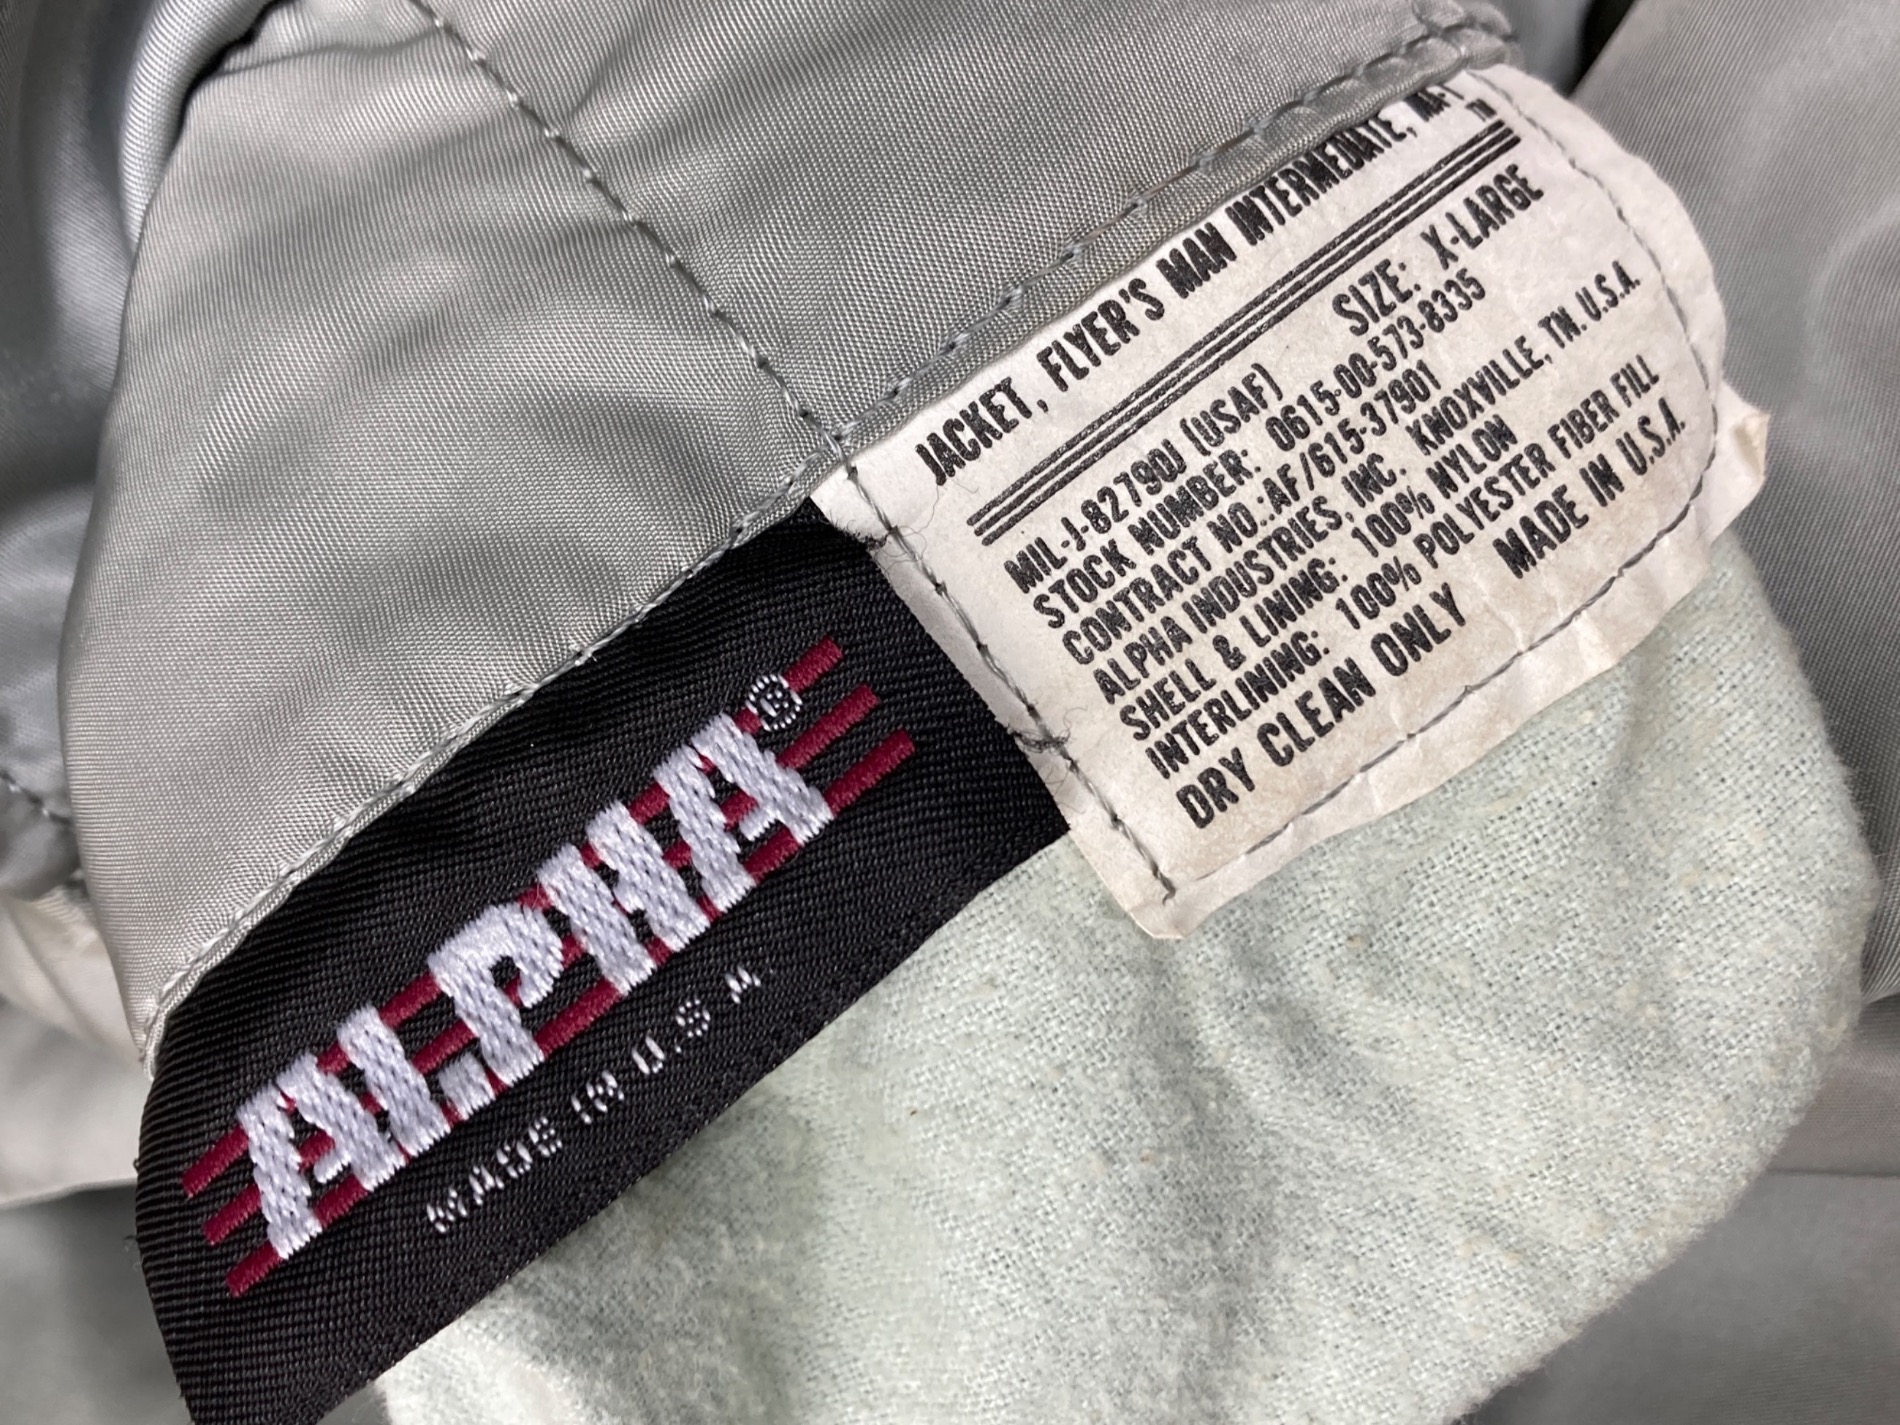 JACKET, FLYER'S MAN INTERMEDIATE, MA-1
TM
SIZE: X-LARGE
MIL-J-82790J (USAF)
STOCK NUMBER: 0615-00-573-8335
CONTRACT NO.:AF/615-37901
ALPHA INDUSTRIES, INC. KNOXVILLE, TN. U.S.A.
SHELL & LINING: 100% NYLON
INTERLINING: 100% POLYESTER FIBER FILL
DRY CLEAN ONLY MADE IN U.S.A.
ALPHA®
MADE IN U.S.A.